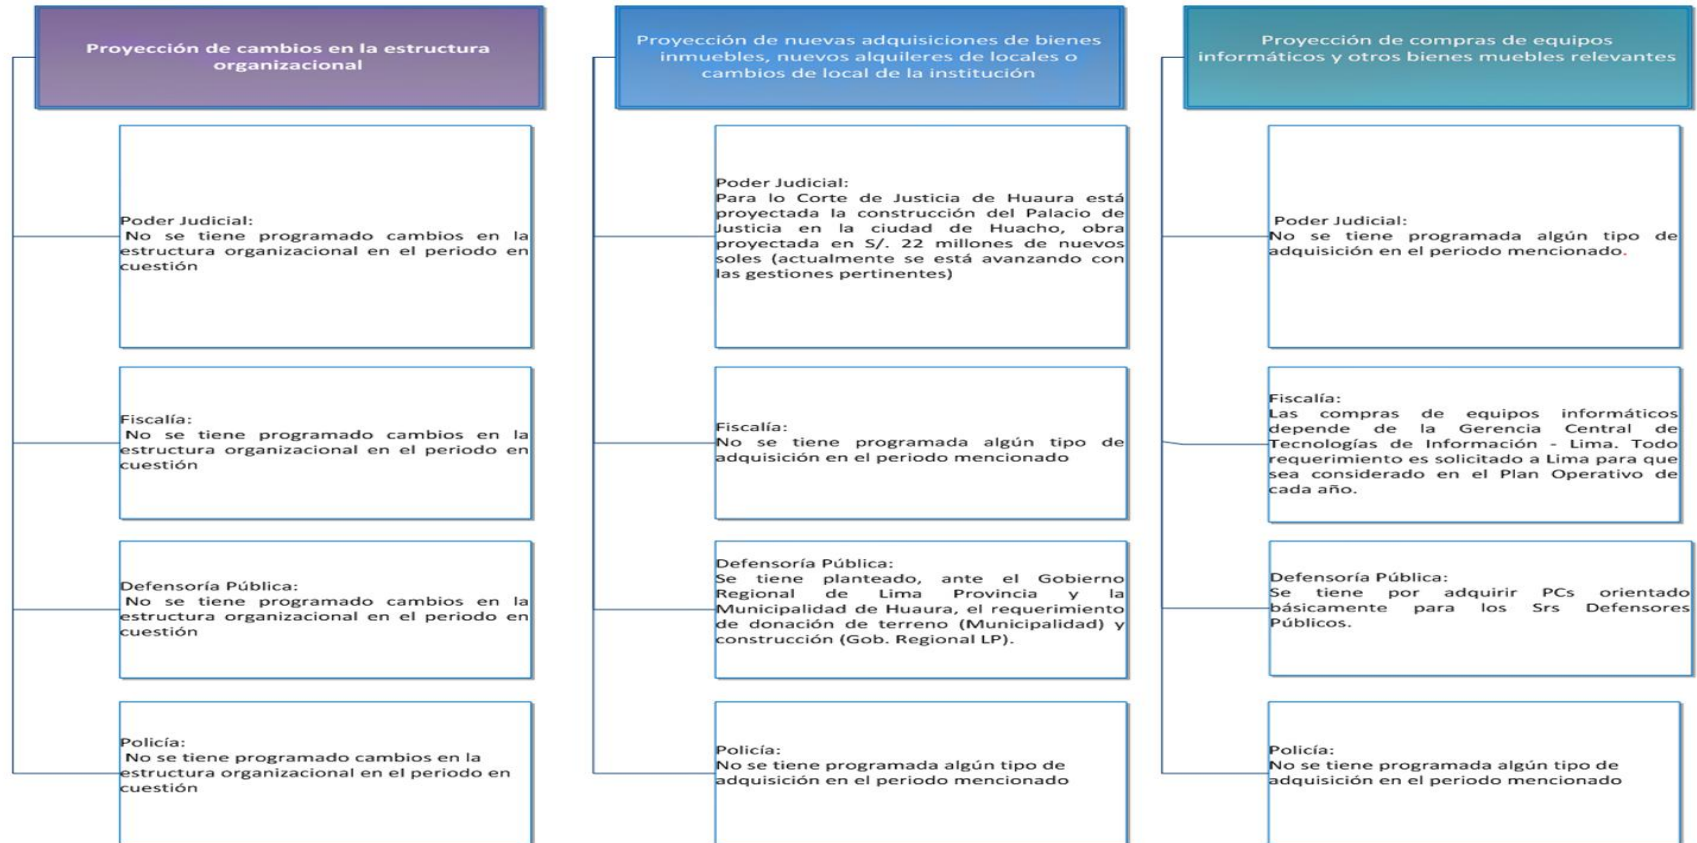 Proyección de cambios en la estructura
organizacional
Poder Judicial:
No se tiene programado cambios en la
estructura organizacional en el periodo en
cuestión
Fiscalía:
No se tiene programado cambios en la
estructura organizacional en el periodo en
cuestión
Defensoría Pública:
No se tiene programado cambios en la
estructura organizacional en el periodo en
cuestión
Policía:
No se tiene programado cambios en la
estructura organizacional en el periodo en
cuestión
Proyección de nuevas adquisiciones de bienes
inmuebles, nuevos alquileres de locales o
cambios de local de la institución
Poder Judicial:
Para lo Corte de Justicia de Huaura está
proyectada la construcción del Palacio de
Justicia en la ciudad de Huacho, obra
proyectada en S/. 22 millones de nuevos
soles (actualmente se está avanzando con
las gestiones pertinentes)
Fiscalía:
No se tiene programada algún tipo de
adquisición en el periodo mencionado
Defensoría Pública:
Se tiene planteado, ante el Gobierno
Regional de Lima Provincia y la
Municipalidad de Huaura, el requerimiento
de donación de terreno (Municipalidad) y
construcción (Gob. Regional LP).
Policía:
No se tiene programada algún tipo de
adquisición en el periodo mencionado
Proyección de compras de equipos
informáticos y otros bienes muebles relevantes
Poder Judicial:
No se tiene programada algún tipo de
adquisición en el periodo mencionado.
Fiscalía:
Las compras de equipos informáticos
depende de la Gerencia Central de
Tecnologías de Información - Lima. Todo
requerimiento es solicitado a Lima para que
sea considerado en el Plan Operativo de
cada año.
Defensoría Pública:
Se tiene por adquirir PCs orientado
básicamente para los Srs Defensores
Públicos.
Policía:
No se tiene programada algún tipo de
adquisición en el periodo mencionado